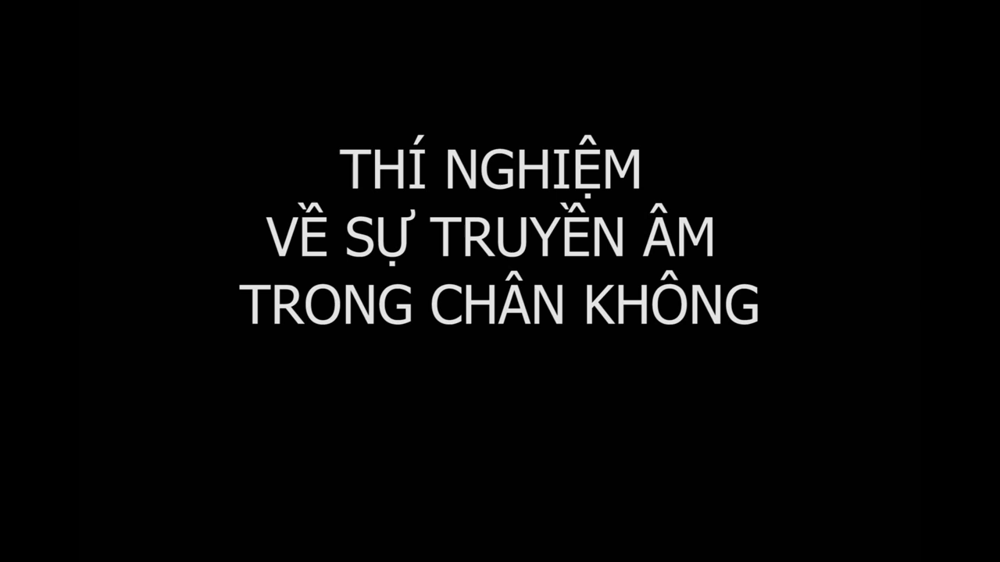 THÍ NGHIỆM
VỀ SỰ TRUYỀN ÂM
TRONG CHÂN KHÔNG